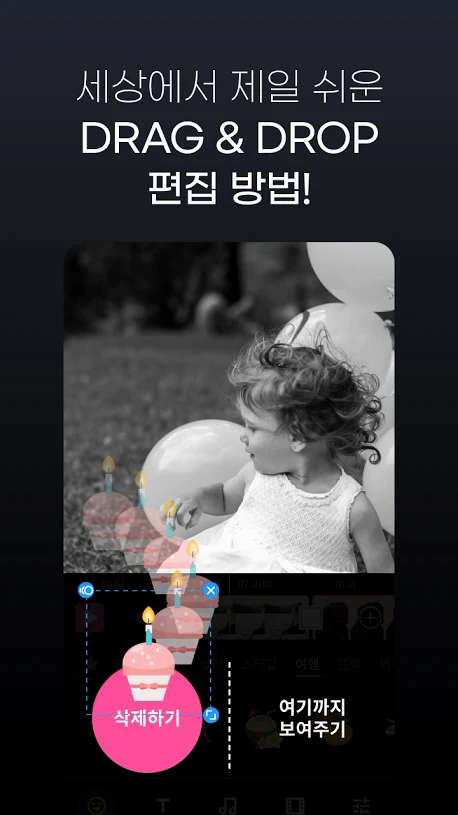 세상에서 제일 쉬운
DRAG & DROP
편집 방법!
스타일 여행 음악
삭제하기
여기까지
보여주기
T